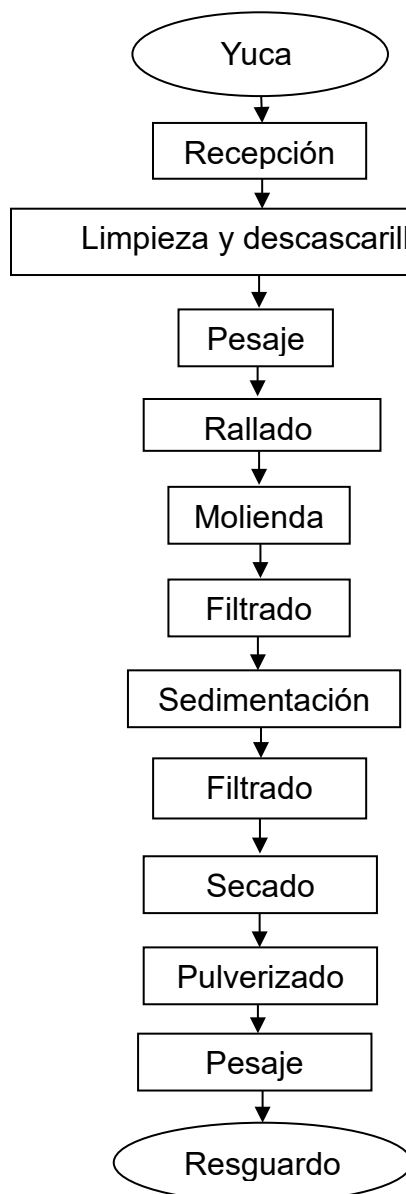 Yuca
Recepción
Limpieza y descascarill
Pesaje
Rallado
Molienda
Filtrado
Sedimentación
Filtrado
Secado
Pulverizado
Pesaje
Resguardo